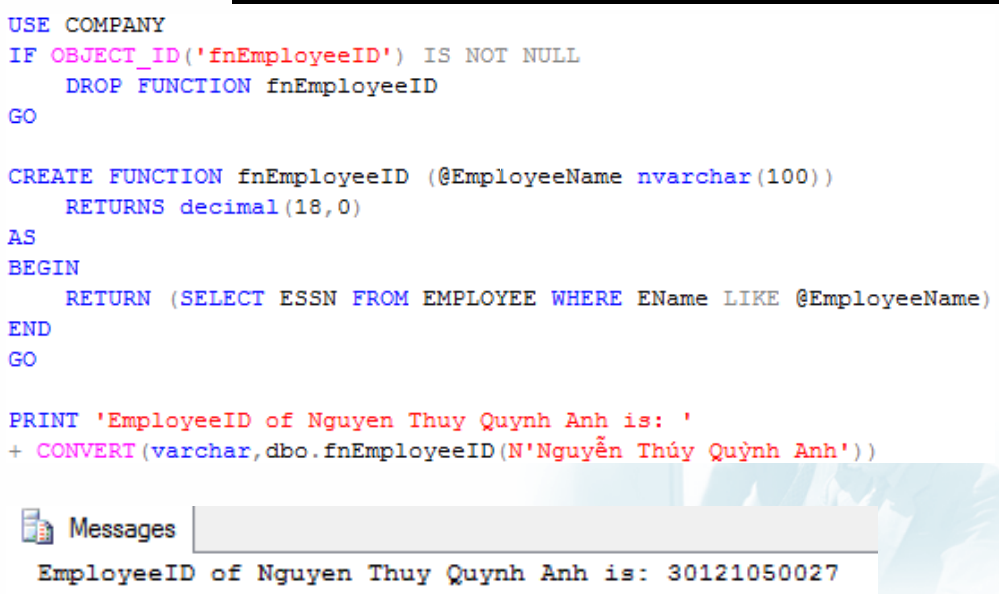 USE COMPANY
IF OBJECT_ID('fnEmployeeID') IS NOT NULL
DROP FUNCTION fnEmployeeID
GO
CREATE FUNCTION fnEmployeeID (@EmployeeName nvarchar(100))
RETURNS decimal(18,0)
AS
BEGIN
RETURN (SELECT ESSN FROM EMPLOYEE WHERE EName LIKE @EmployeeName)
END
GO
PRINT 'EmployeeID of Nguyen Thuy Quynh Anh is: '
+ CONVERT(varchar,dbo.fnEmployeeID(N'Nguyễn Thúy Quỳnh Anh'))
Messages
EmployeeID of Nguyen Thuy Quynh Anh is: 30121050027